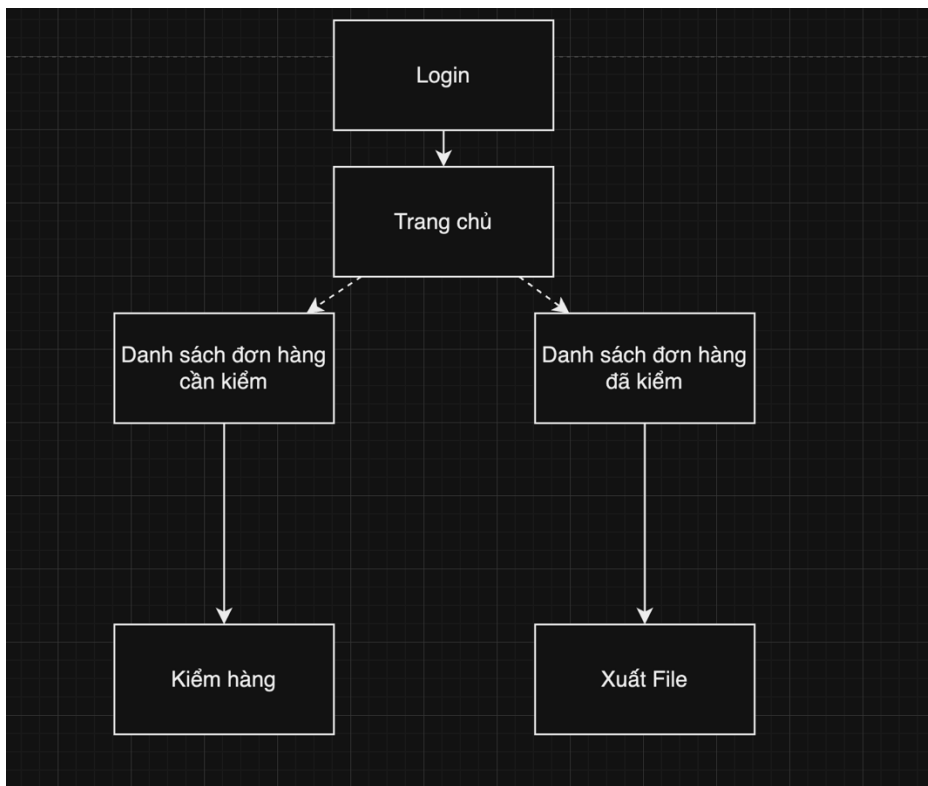 Login
Trang chủ
Danh sách đơn hàng
cần kiểm
Danh sách đơn hàng
đã kiểm
Kiểm hàng
Xuất File